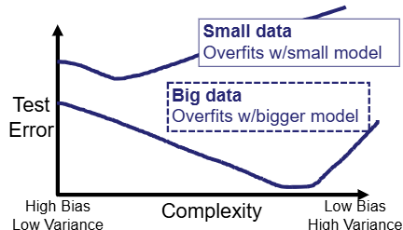 Small data
Overfits w/small model
Big data
Overfits w/bigger model
Test
Error
High Bias
Low Variance
Complexity
Low Bias
High Variance